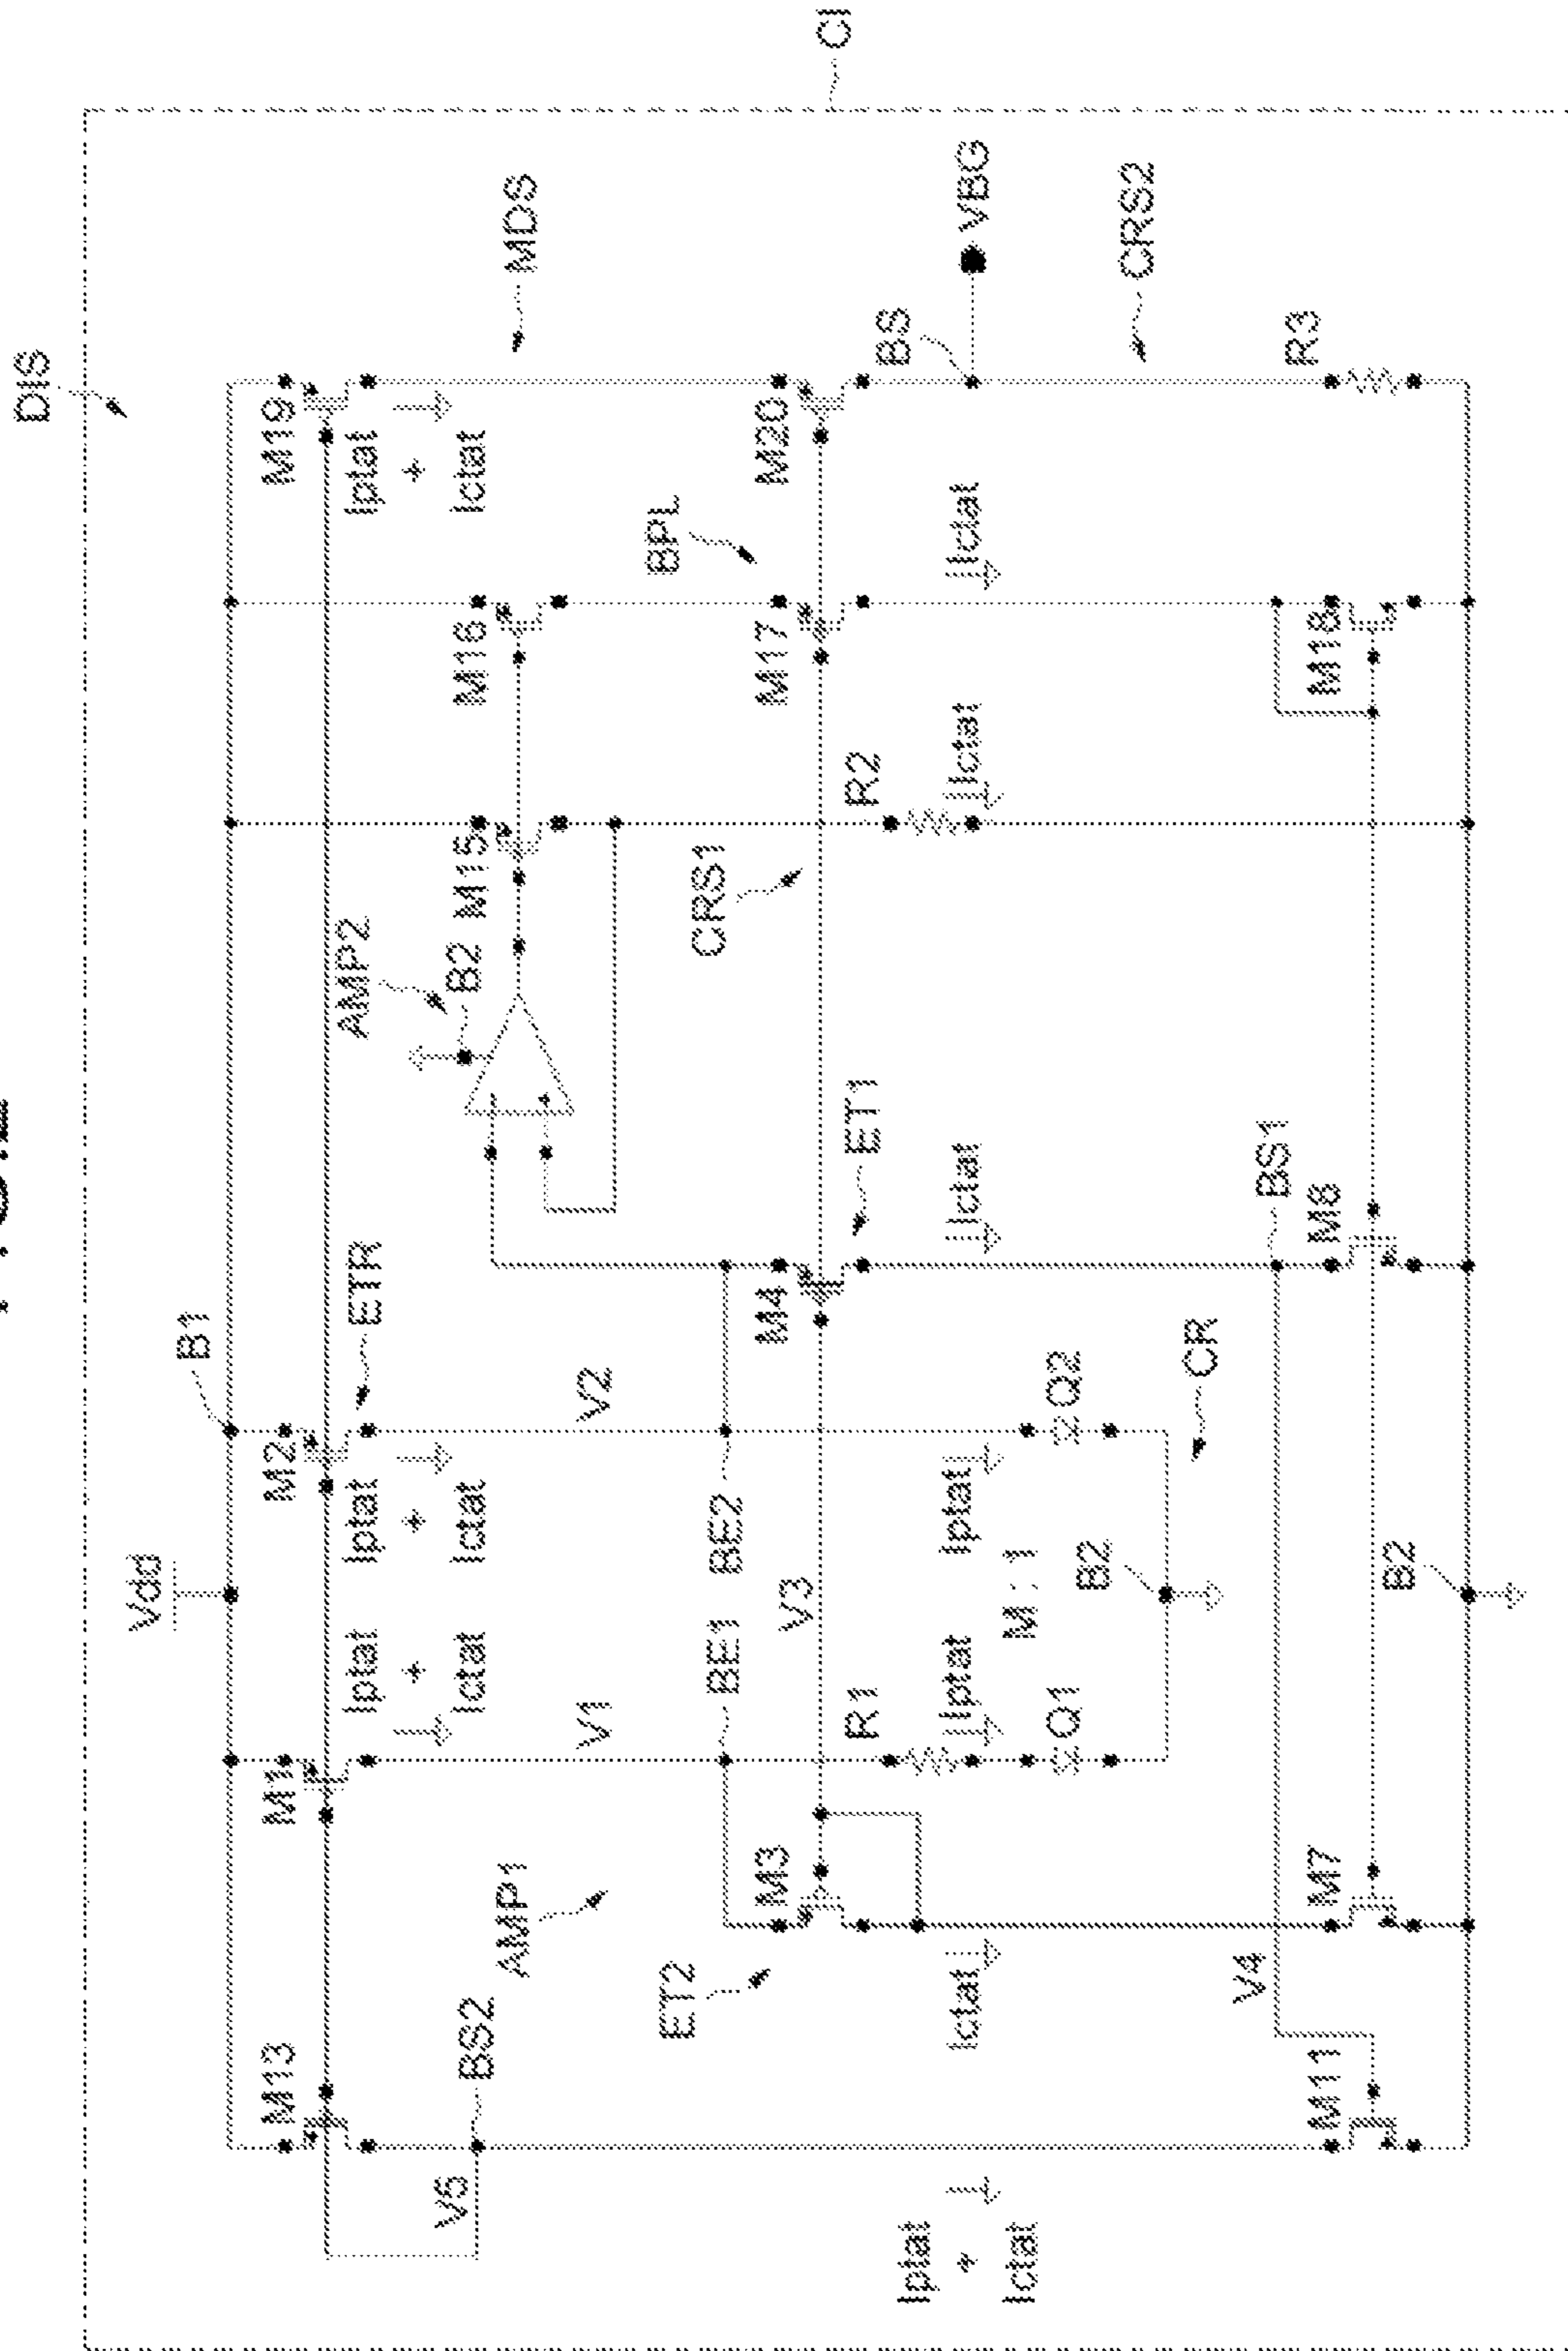 DIS
CI
Vdd
B1
M13
M1
M2
M19
Iptat
+
Ictat
Iptat
+
Ictat
Iptat
+
Ictat
ETR
MDS
V5
BS2
AMP1
V1
V2
AMP2
B2
M15
M16
BE1
BE2
CRS1
BPL
ET2
M3
V3
M4
ET1
M17
M20
BS
VBG
R1
R2
Iptat
+
Ictat
Ictat
Iptat
Iptat
Ictat
Ictat
Ictat
CRS2
Q1
M : 1
Q2
B2
CR
V4
BS1
M11
M7
M8
M18
R3
B2